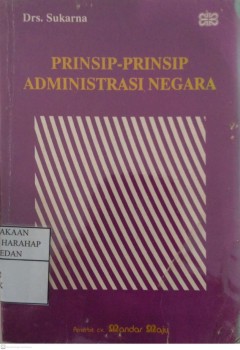 Drs. Sukarna
PRINSIP-PRINSIP
ADMINISTRASI NEGARA
AKAAN
HARAHAP
EDAN
Mandar Maju